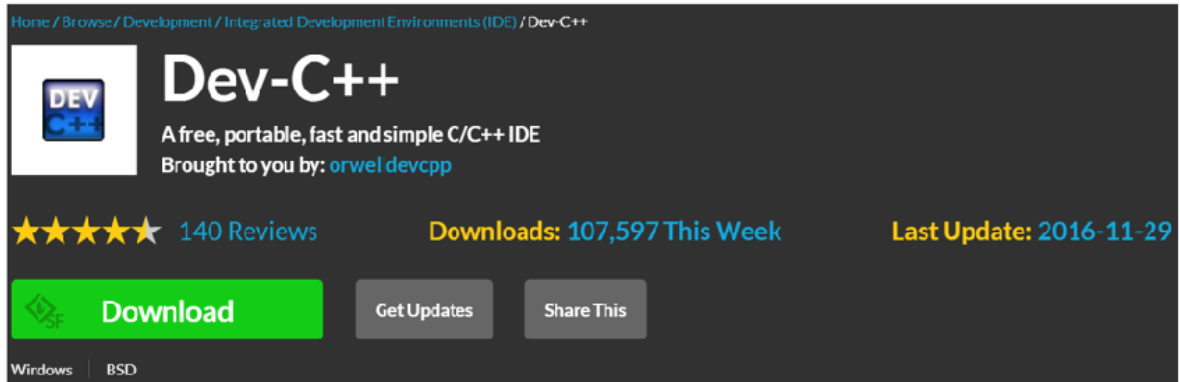 Home / Browse / Development / Integrated Development Environments (IDE) / Dev-C++
DEV
C++
Dev-C++
A free, portable, fast and simple C/C++ IDE
Brought to you by: orwel devcpp
140 Reviews
Downloads: 107,597 This Week
Last Update: 2016-11-29
SF
Download
Get Updates
Share This
Windows
BSD